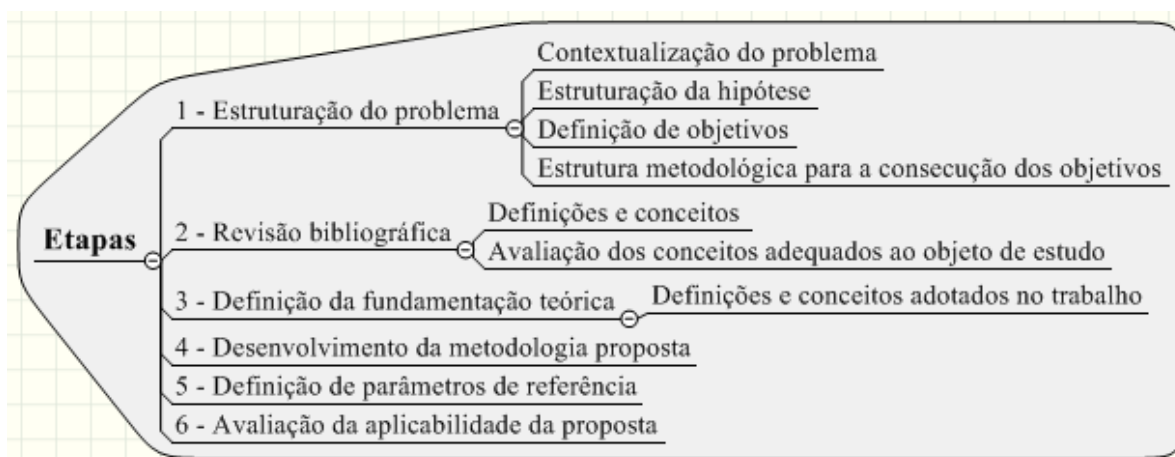 Contextualização do problema
1 - Estruturação do problema
Estruturação da hipótese
Definição de objetivos
Estrutura metodológica para a consecução dos objetivos
Etapas
2 - Revisão bibliográfica
Definições e conceitos
Avaliação dos conceitos adequados ao objeto de estudo
3 - Definição da fundamentação teórica
Definições e conceitos adotados no trabalho
4 - Desenvolvimento da metodologia proposta
5 - Definição de parâmetros de referência
6 - Avaliação da aplicabilidade da proposta